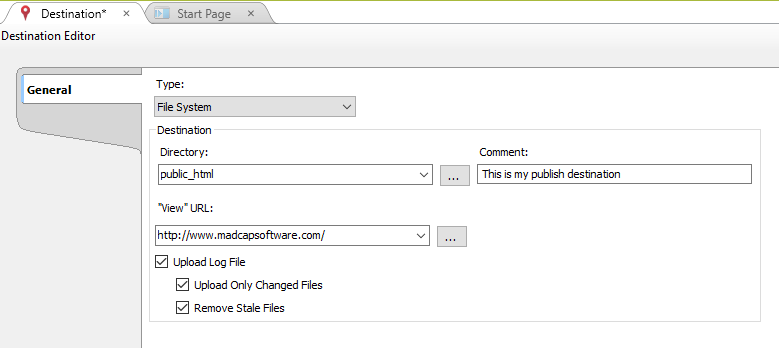 Destination* × Start Page ×
Destination Editor
General
Type:
File System
Destination
Directory: Comment:
public_html ... This is my publish destination
"View" URL:
http://www.madcapsoftware.com/ ...
Upload Log File
Upload Only Changed Files
Remove Stale Files